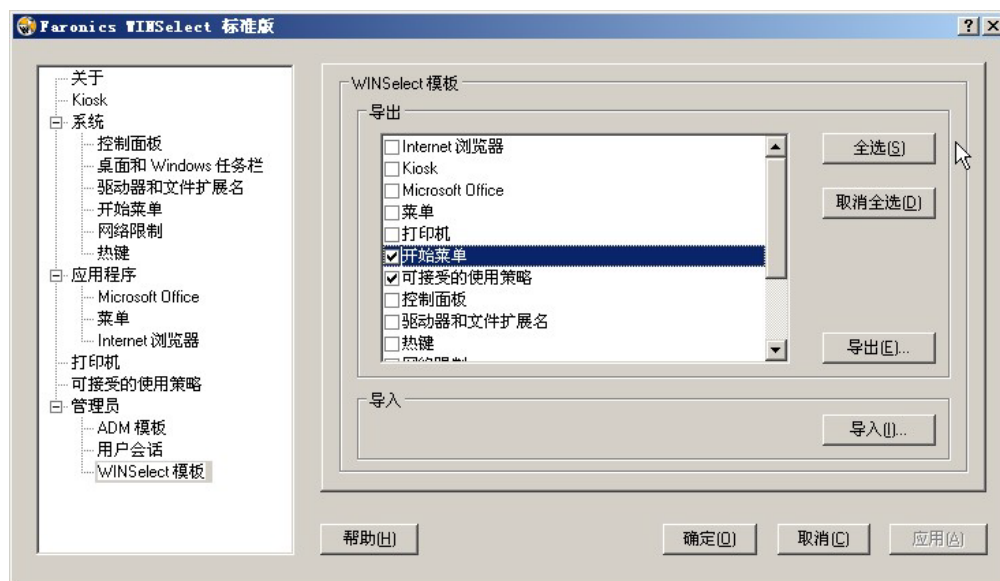 Faronics WINSelect 标准版
关于
Kiosk
系统
控制面板
桌面和 Windows 任务栏
驱动器和文件扩展名
开始菜单
网络限制
热键
应用程序
Microsoft Office
菜单
Internet 浏览器
打印机
可接受的使用策略
管理员
ADM 模板
用户会话
WINSelect 模板
WINSelect 模板
导出
Internet 浏览器
Kiosk
Microsoft Office
菜单
打印机
开始菜单
可接受的使用策略
控制面板
驱动器和文件扩展名
热键
全选(S)
取消全选(D)
导出(E)...
导入
导入(I)...
帮助(H)
确定(O)
取消(C)
应用(A)